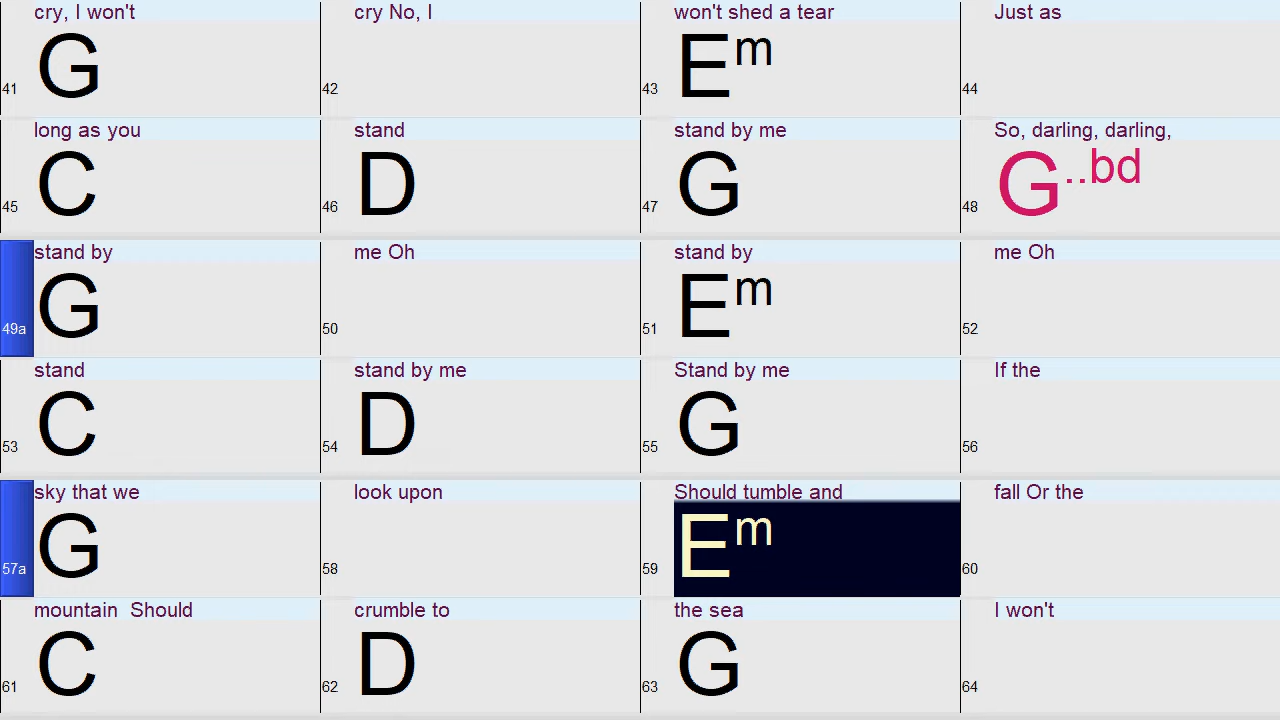 cry, I won't cry No, I won't shed a tear Just as
G Em
41 42 43 44
long as you stand stand by me So, darling, darling,
C D G G..bd
45 46 47 48
stand by me Oh stand by me Oh
G Em
49a 50 51 52
stand stand by me Stand by me If the
C D G
53 54 55 56
sky that we look upon Should tumble and fall Or the
G Em
57a 58 59 60
mountain  Should crumble to the sea I won't
C D G
61 62 63 64